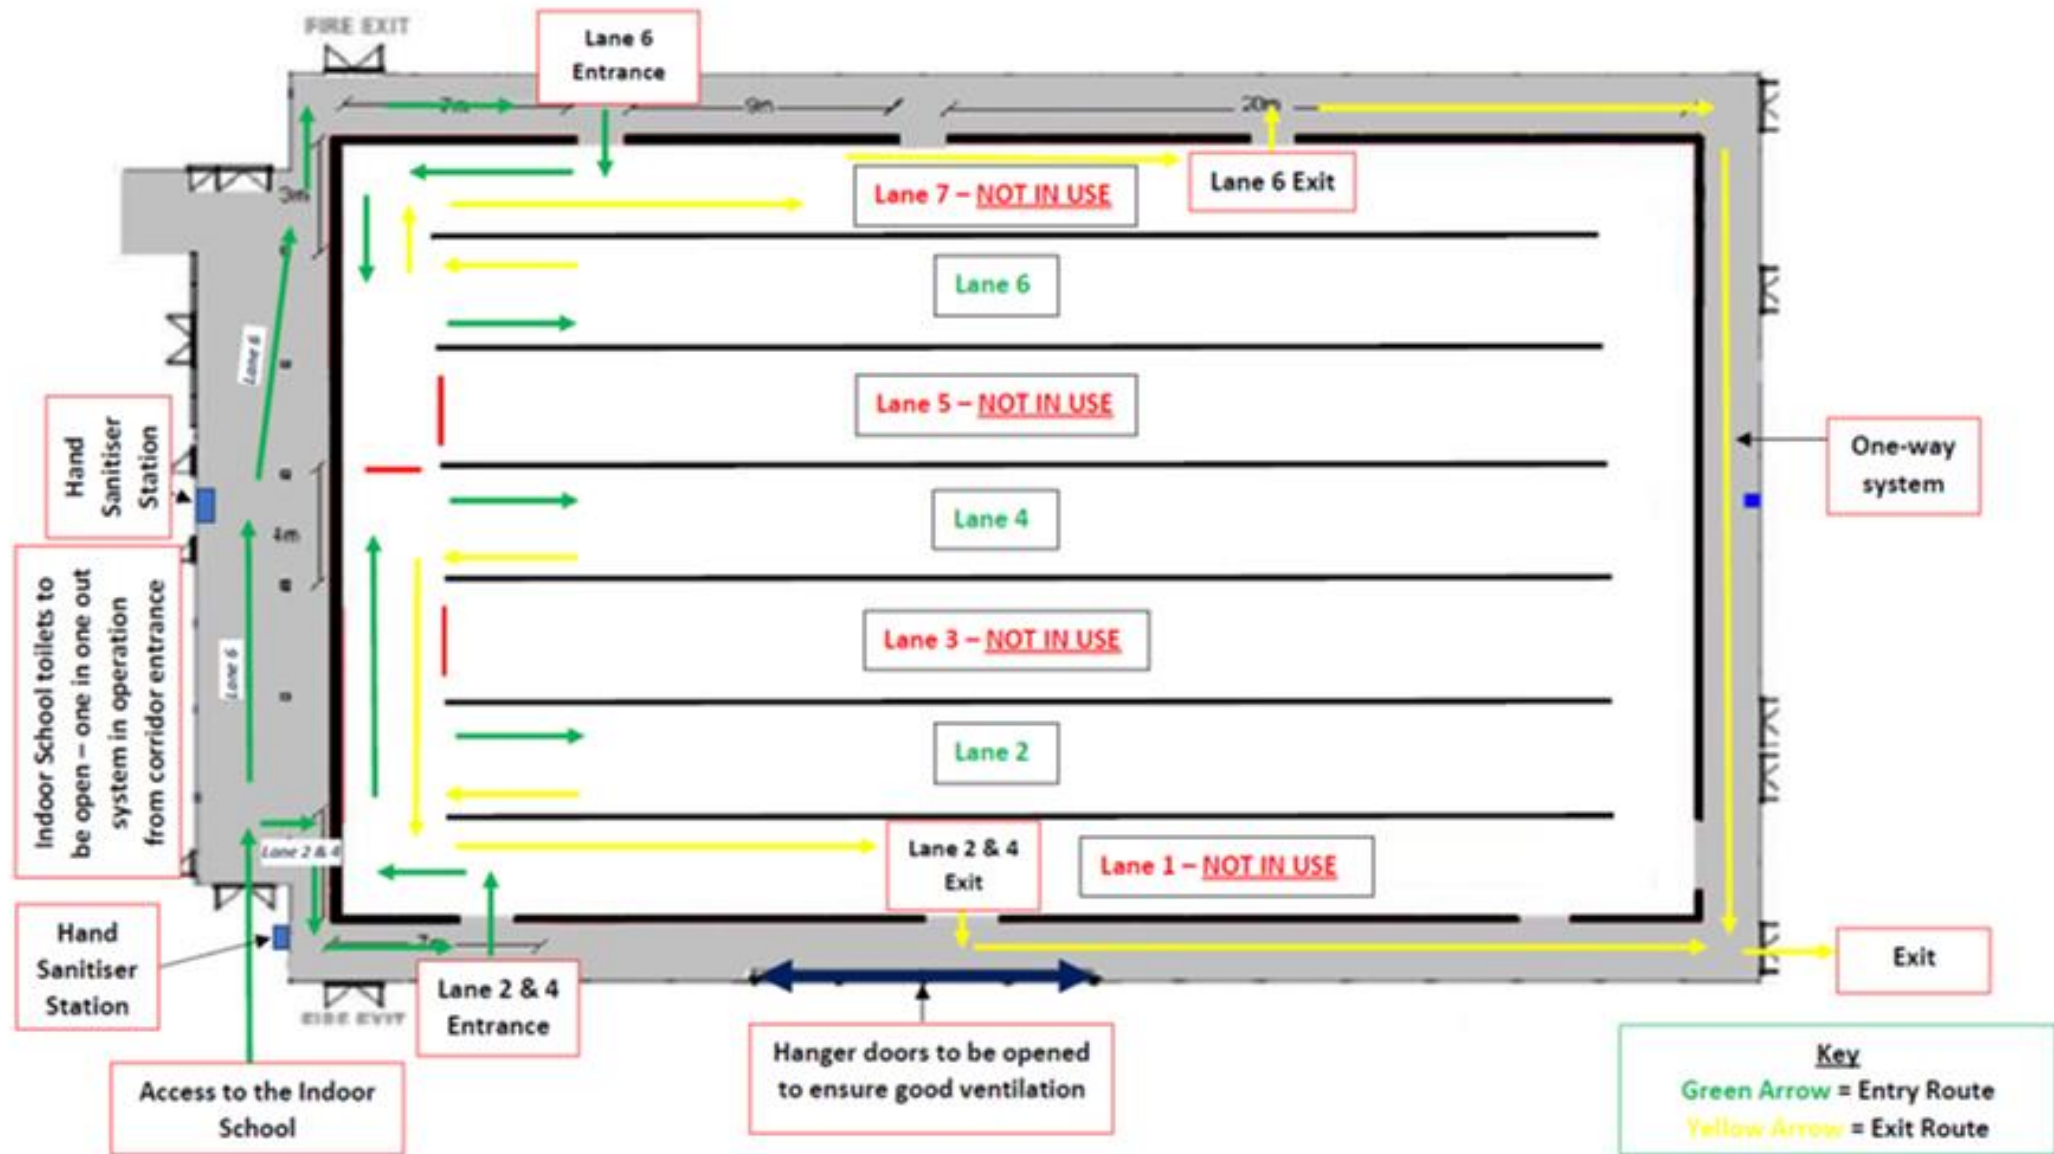 FIRE EXIT
Lane 6
Entrance
7m
9m
20m
Lane 6 Exit
Lane 7 – NOT IN USE
3m
Lane 6
Lane 6
Lane 5 – NOT IN USE
Hand
Sanitiser
Station
One-way
system
Lane 4
4m
Indoor School toilets to
be open – one in one out
system in operation
from corridor entrance
Lane 3 – NOT IN USE
Lane 6
Lane 2
Lane 2 & 4
Lane 2 & 4
Exit
Lane 1 – NOT IN USE
Hand
Sanitiser
Station
7m
Exit
FIRE EXIT
Lane 2 & 4
Entrance
Hanger doors to be opened
to ensure good ventilation
Access to the Indoor
School
Key
Green Arrow = Entry Route
Yellow Arrow = Exit Route